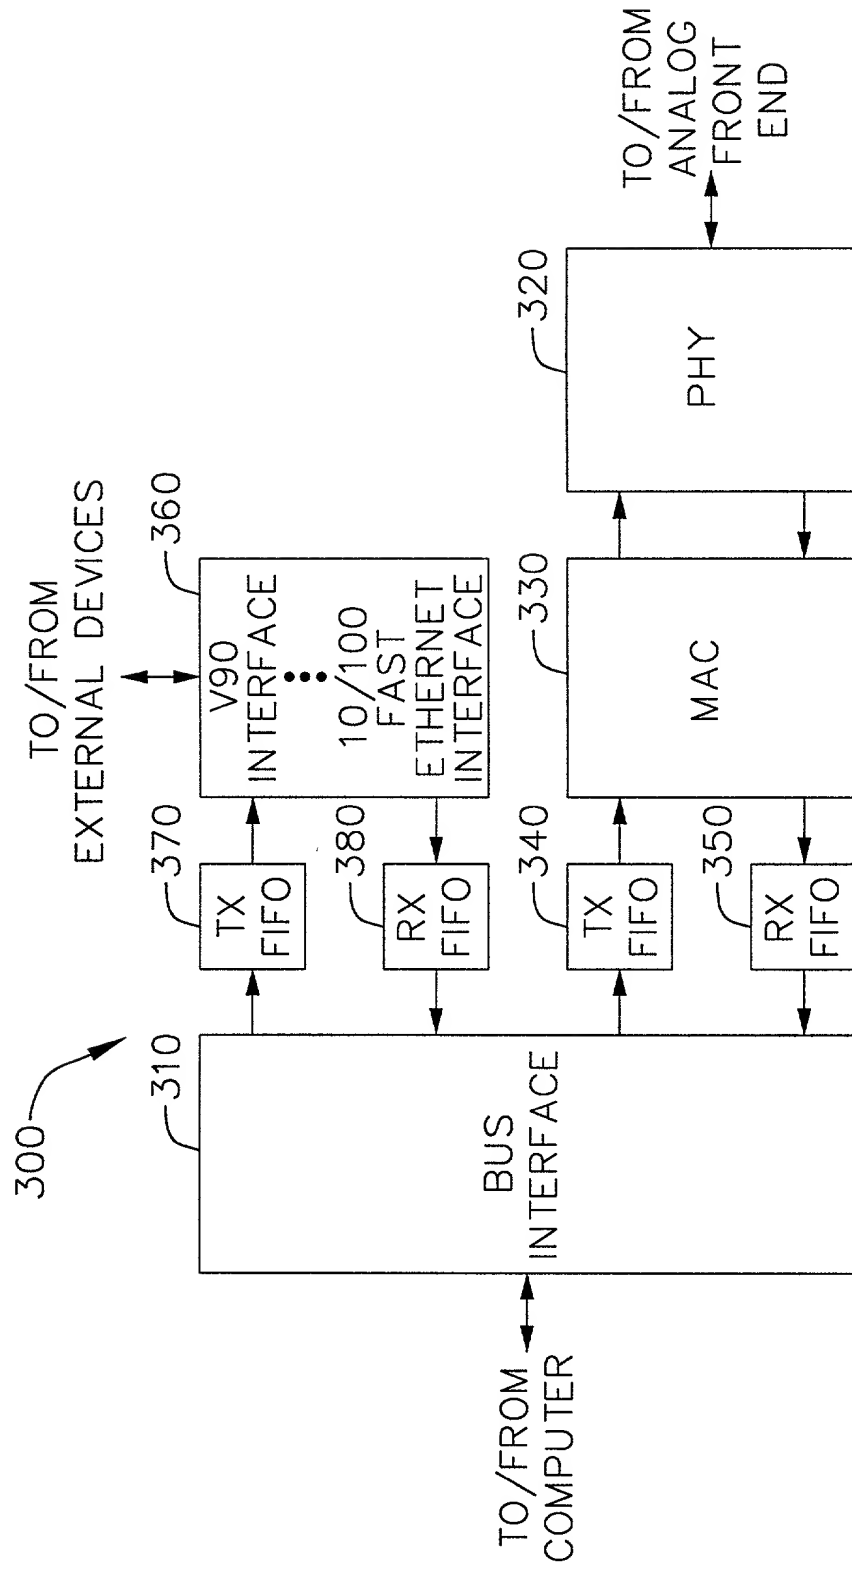 300
TO/FROM
EXTERNAL DEVICES
310
370
360
TX
FIFO
V90
INTERFACE
•••
10/100
FAST
ETHERNET
INTERFACE
380
RX
FIFO
TO/FROM
COMPUTER
BUS
INTERFACE
340
TX
FIFO
330
MAC
320
PHY
TO/FROM
ANALOG
FRONT
END
350
RX
FIFO